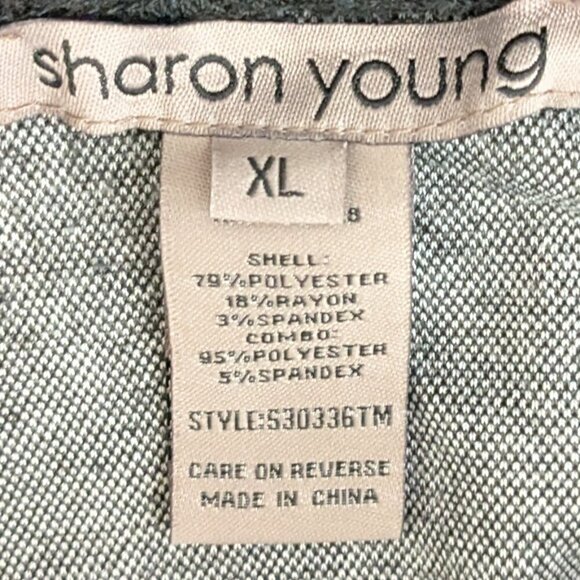 sharon young
XL
8
SHELL:
79%POLYESTER
18%RAYON
3%SPANDEX
COMBO:
95%POLYESTER
5%SPANDEX
STYLE:S30336TM
CARE ON REVERSE
MADE IN CHINA